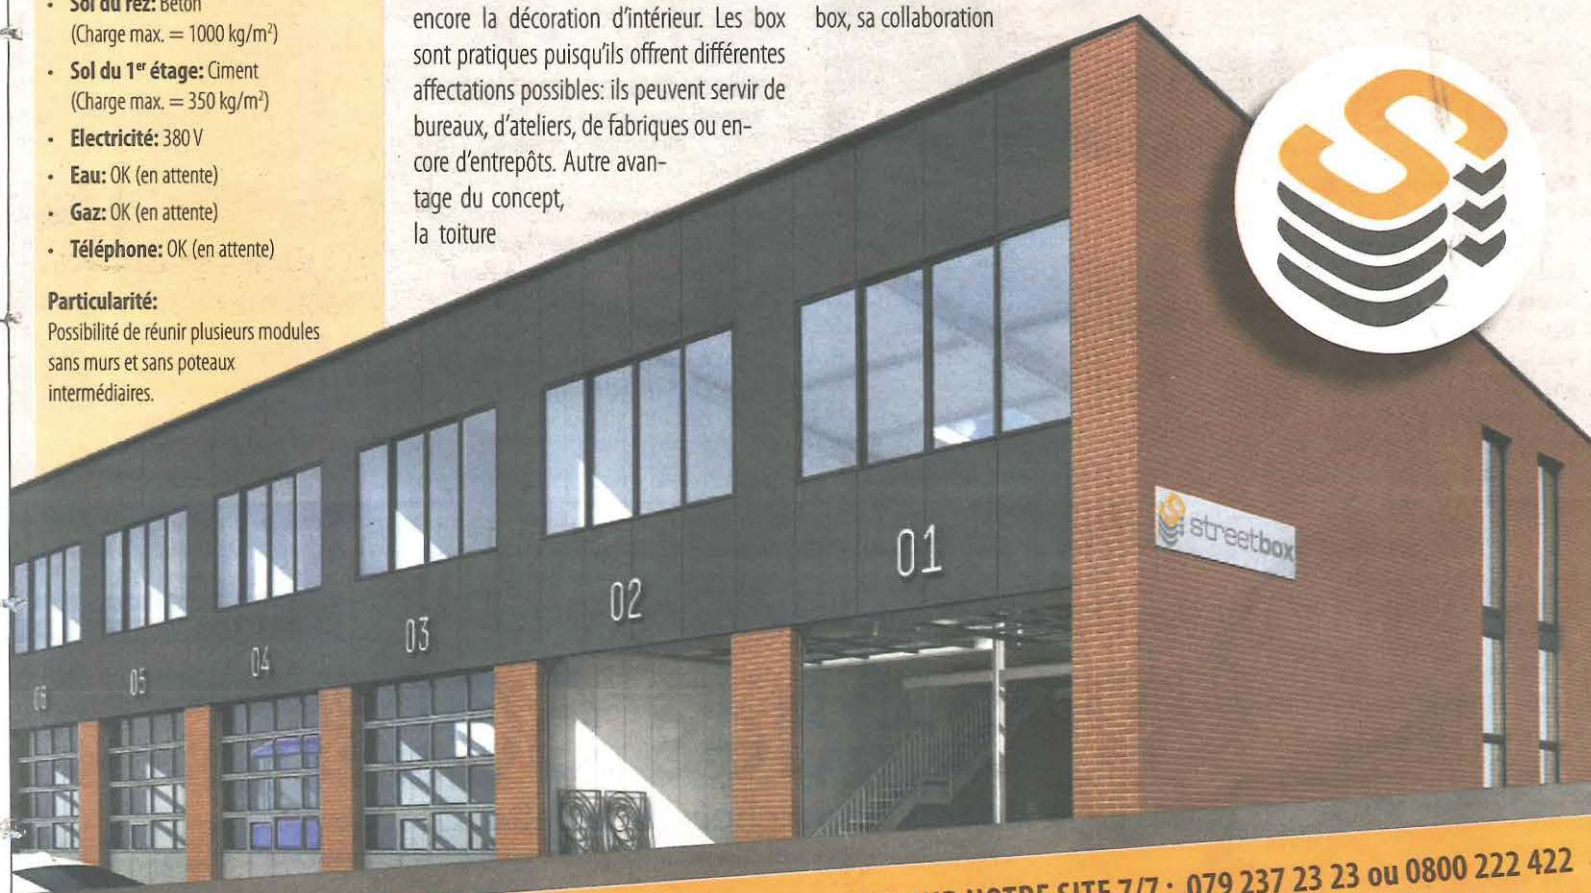 • Sol du rez: Béton
(Charge max. = 1000 kg/m²)
• Sol du 1er étage: Ciment
(Charge max. = 350 kg/m²)
• Electricité: 380 V
• Eau: OK (en attente)
• Gaz: OK (en attente)
• Téléphone: OK (en attente)
Particularité:
Possibilité de réunir plusieurs modules
sans murs et sans poteaux
intermédiaires.
encore la décoration d'intérieur. Les box
sont pratiques puisqu'ils offrent différentes
affectations possibles: ils peuvent servir de
bureaux, d'ateliers, de fabriques ou en-
core d'entrepôts. Autre avan-
tage du concept,
la toiture
box, sa collaboration
S
streetbox
01
02
03
04
05
06
NOTRE SITE 7/7 : 079 237 23 23 ou 0800 222 422